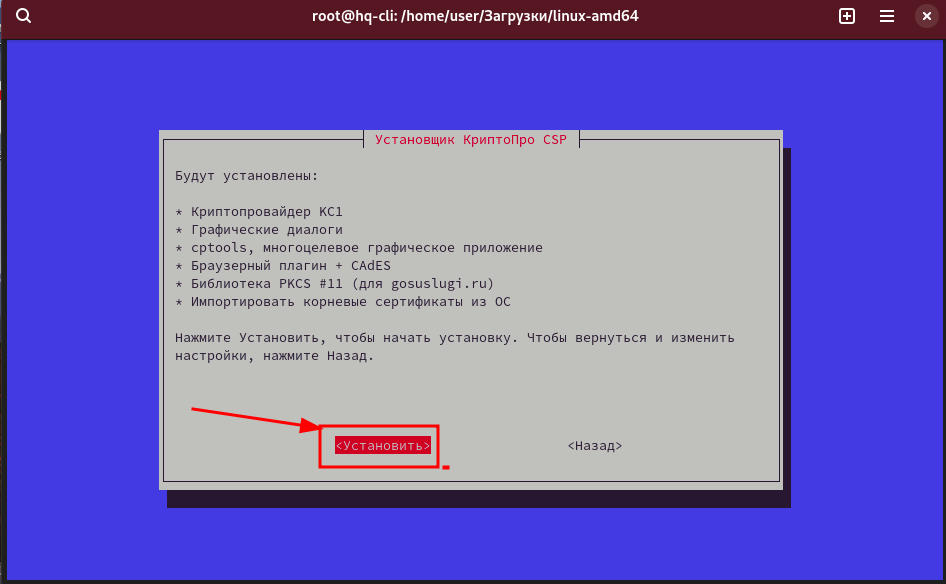 root@hq-cli: /home/user/Загрузки/linux-amd64
Установщик КриптоПро CSP
Будут установлены:
* Криптопровайдер KC1
* Графические диалоги
* cptools, многоцелевое графическое приложение
* Браузерный плагин + CAdES
* Библиотека PKCS #11 (для gosuslugi.ru)
* Импортировать корневые сертификаты из ОС
Нажмите Установить, чтобы начать установку. Чтобы вернуться и изменить
настройки, нажмите Назад.
<Установить> <Назад>